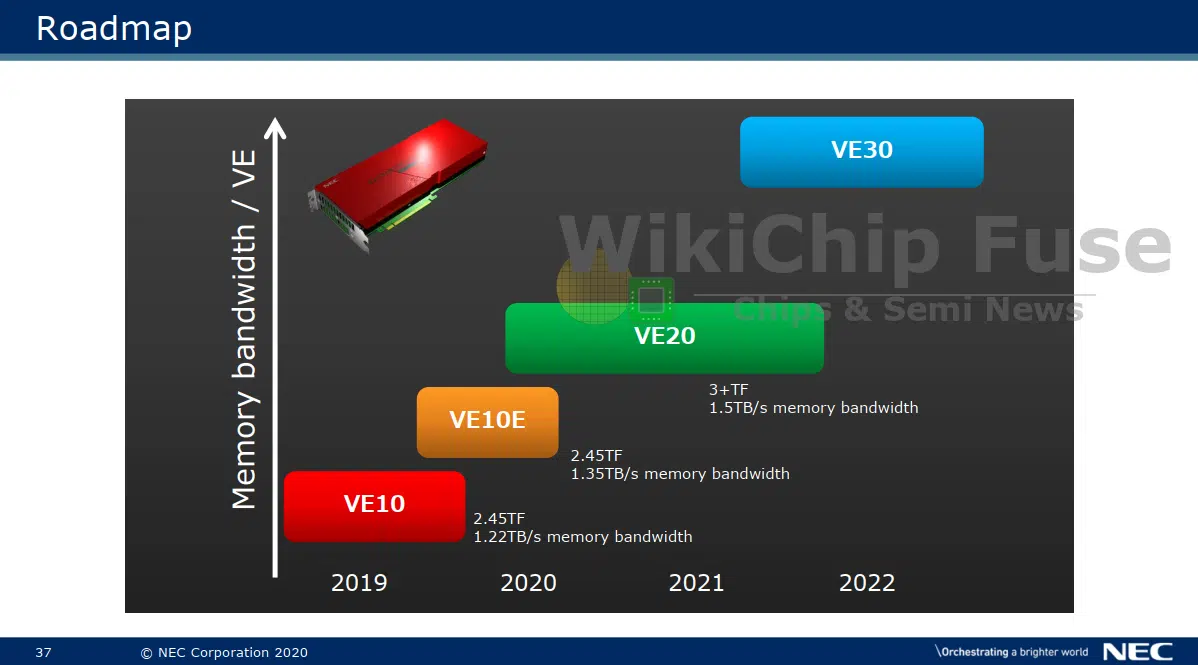 Roadmap
Memory bandwidth / VE
VE30
WikiChip Fuse
Chips & Semi News
VE20
3+TF
1.5TB/s memory bandwidth
VE10E
2.45TF
1.35TB/s memory bandwidth
VE10
2.45TF
1.22TB/s memory bandwidth
2019 2020 2021 2022
37 © NEC Corporation 2020 \Orchestrating a brighter world NEC